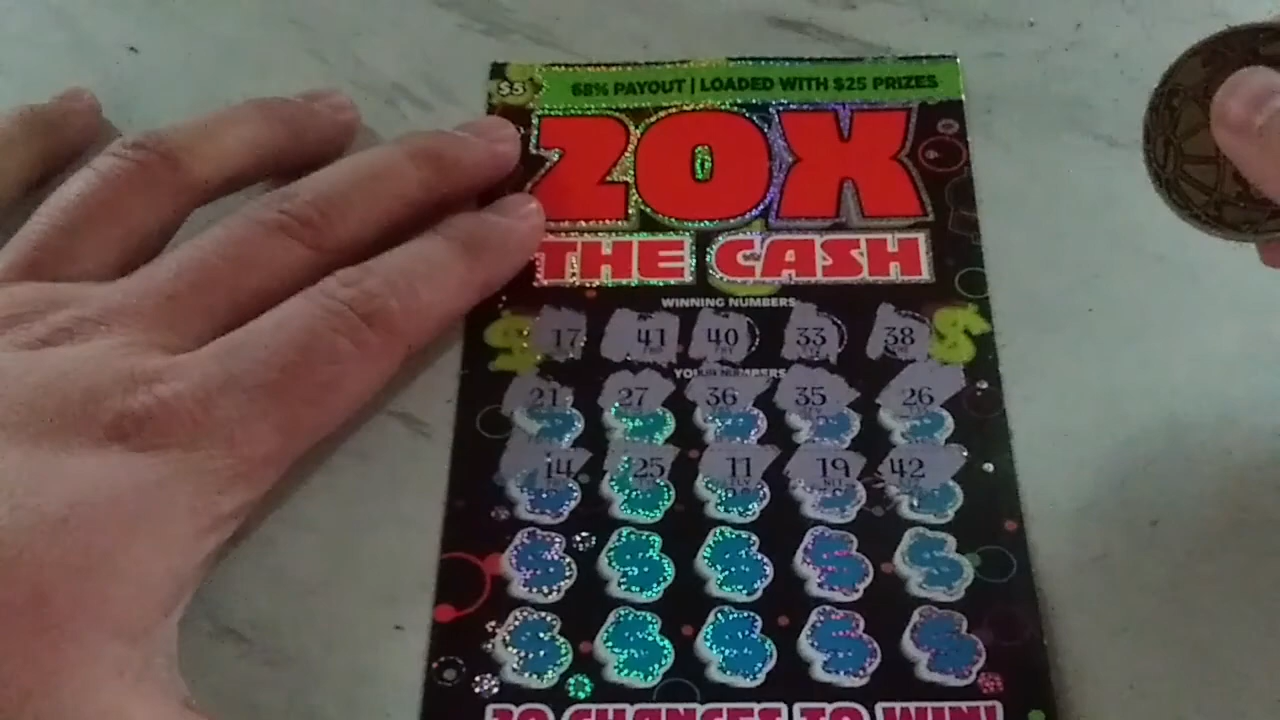 $5 68% PAYOUT | LOADED WITH $25 PRIZES
20X
THE CASH
WINNING NUMBERS
17 41 40 33 38
YOUR NUMBERS
21 27 36 35 26
14 25 11 19 42
CHANCES TO WIN!